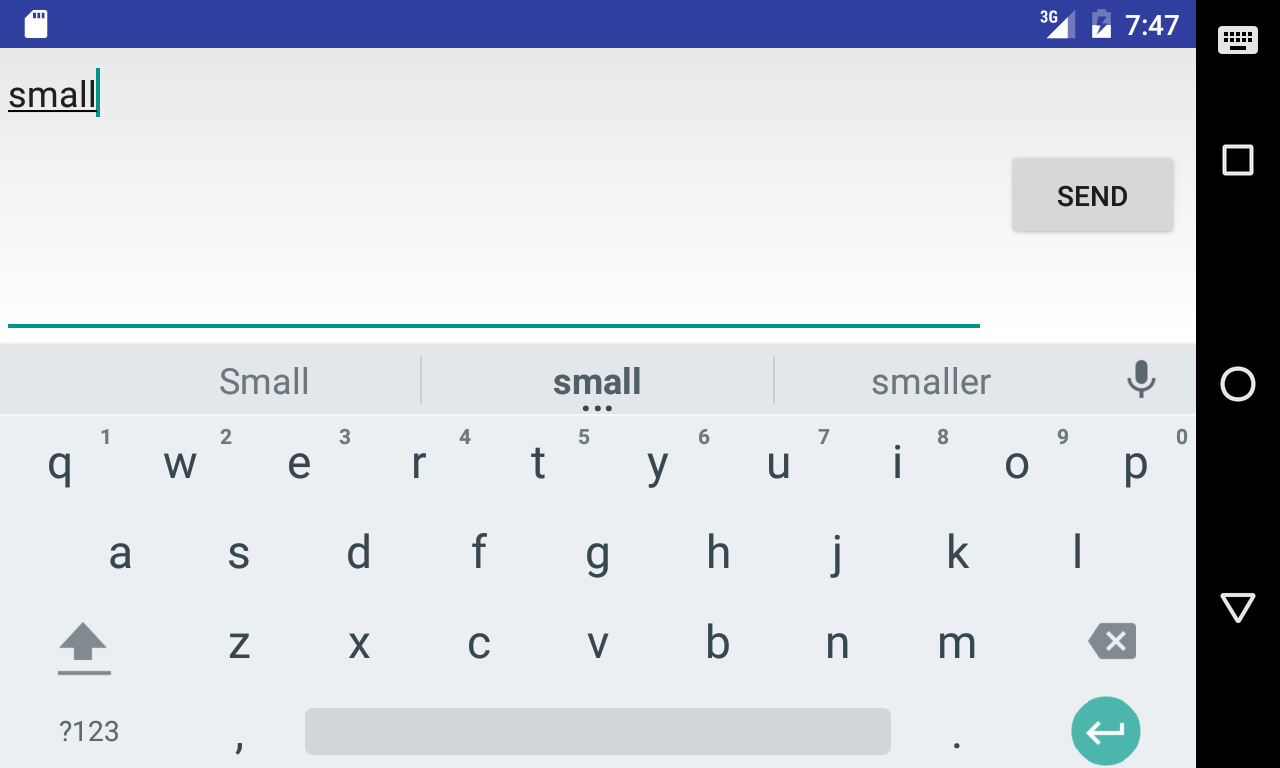 3G 7:47
small
SEND
Small small smaller
q 1 w 2 e 3 r 4 t 5 y 6 u 7 i 8 o 9 p 0
a s d f g h j k l
z x c v b n m
?123 , .